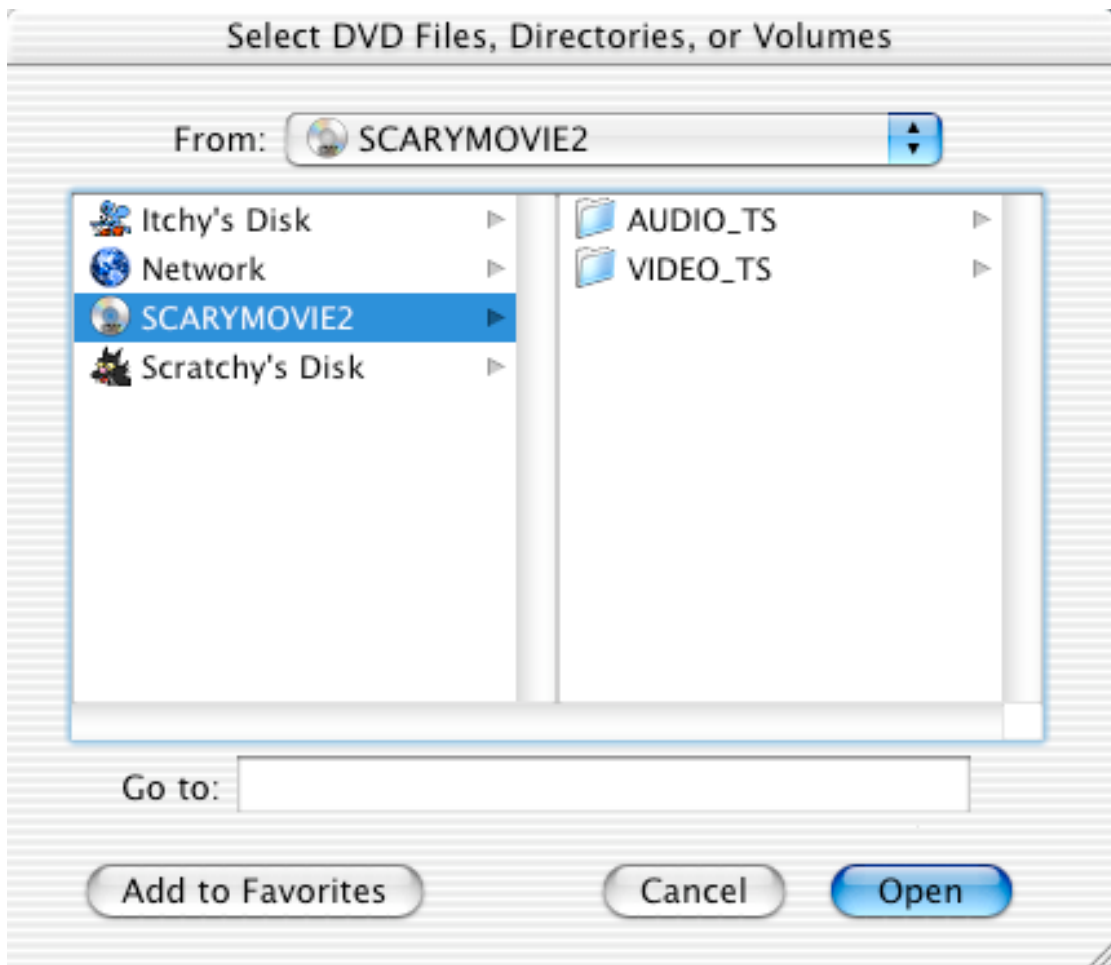 Select DVD Files, Directories, or Volumes
From: SCARYMOVIE2
Itchy's Disk
Network
SCARYMOVIE2
Scratchy's Disk
AUDIO_TS
VIDEO_TS
Go to:
Add to Favorites
Cancel
Open